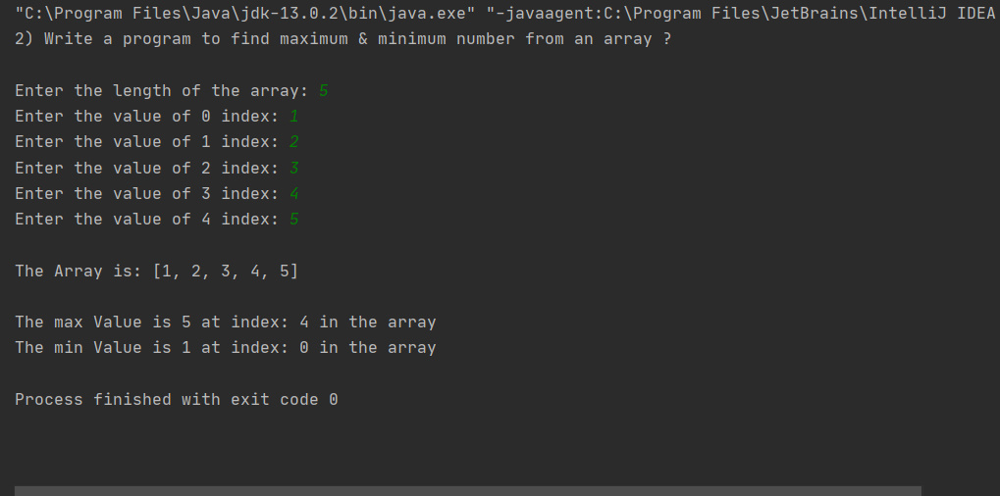 "C:\Program Files\Java\jdk-13.0.2\bin\java.exe" "-javaagent:C:\Program Files\JetBrains\IntelliJ IDEA
2) Write a program to find maximum & minimum number from an array ?
Enter the length of the array: 5
Enter the value of 0 index: 1
Enter the value of 1 index: 2
Enter the value of 2 index: 3
Enter the value of 3 index: 4
Enter the value of 4 index: 5
The Array is: [1, 2, 3, 4, 5]
The max Value is 5 at index: 4 in the array
The min Value is 1 at index: 0 in the array
Process finished with exit code 0